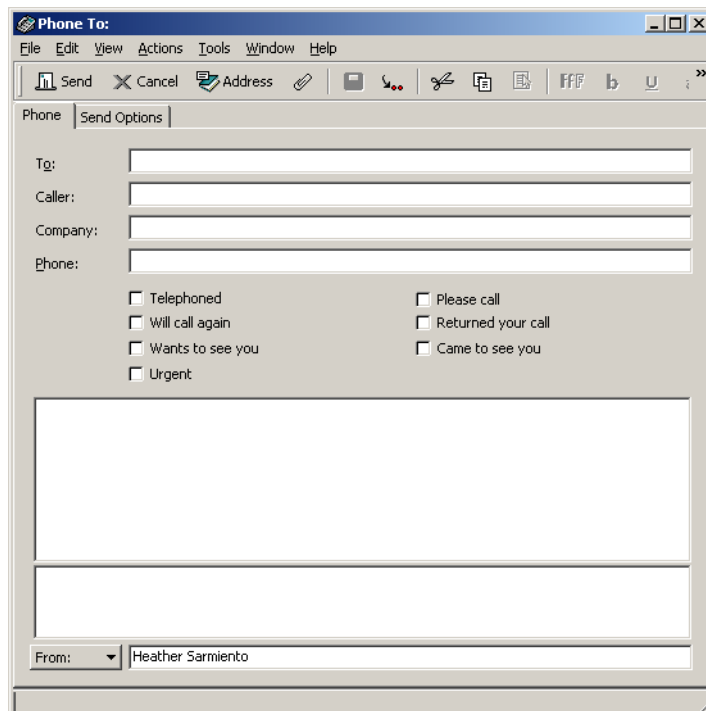 Phone To:
File Edit View Actions Tools Window Help
Send Cancel Address FfF b u »
Phone Send Options
To:
Caller:
Company:
Phone:
Telephoned Please call
Will call again Returned your call
Wants to see you Came to see you
Urgent
From: Heather Sarmiento